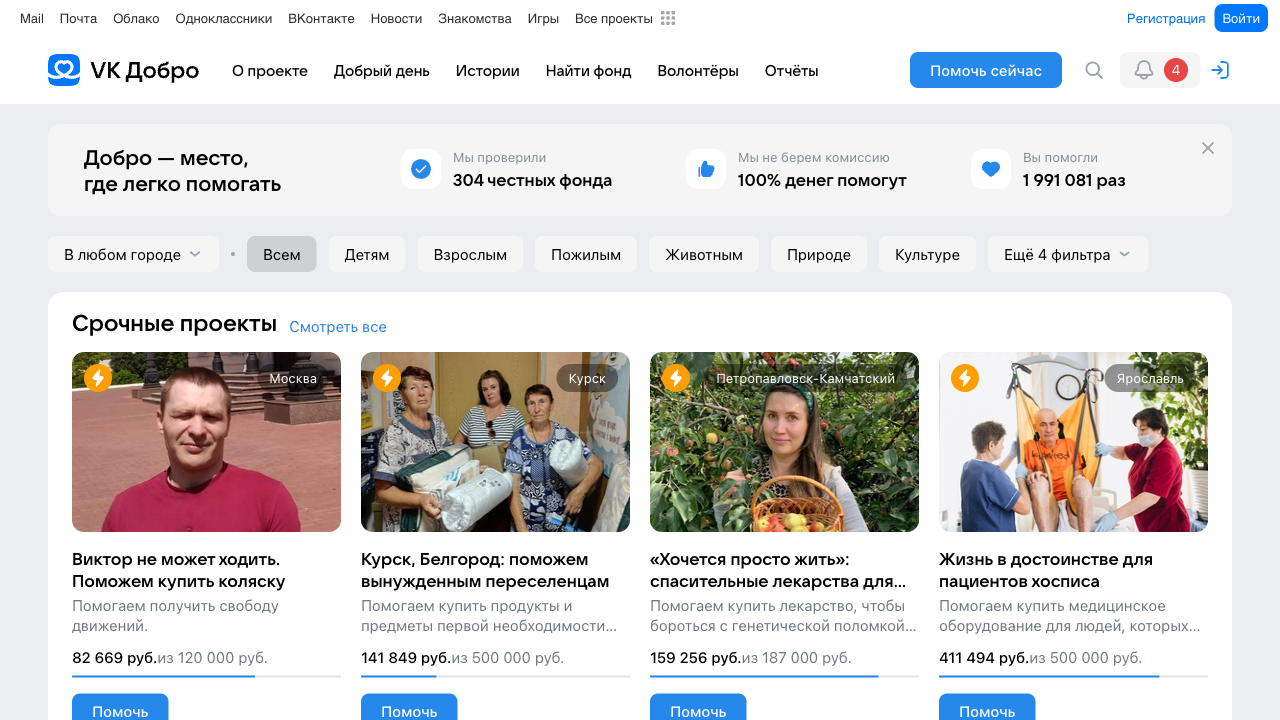 Mail Почта Облако Одноклассники ВКонтакте Новости Знакомства Игры Все проекты Регистрация Войти
VK Добро О проекте Добрый день Истории Найти фонд Волонтёры Отчёты Помочь сейчас 4
Добро — место,
где легко помогать
Мы проверили
304 честных фонда
Мы не берем комиссию
100% денег помогут
Вы помогли
1 991 081 раз
В любом городе • Всем Детям Взрослым Пожилым Животным Природе Культуре Ещё 4 фильтра
Срочные проекты Смотреть все
Москва
Виктор не может ходить.
Поможем купить коляску
Помогаем получить свободу
движений.
82 669 руб.из 120 000 руб.
Помочь
Курск
Курск, Белгород: поможем
вынужденным переселенцам
Помогаем купить продукты и
предметы первой необходимости...
141 849 руб.из 500 000 руб.
Помочь
Петропавловск-Камчатский
«Хочется просто жить»:
спасительные лекарства для...
Помогаем купить лекарство, чтобы
бороться с генетической поломкой...
159 256 руб.из 187 000 руб.
Помочь
Ярославль
Жизнь в достоинстве для
пациентов хосписа
Помогаем купить медицинское
оборудование для людей, которых...
411 494 руб.из 500 000 руб.
Помочь